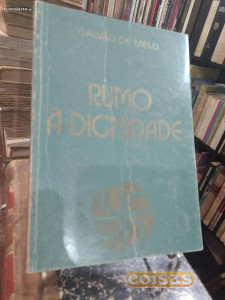 GALVÃO DE MELO
RUMO
À DIGNIDADE
coisas